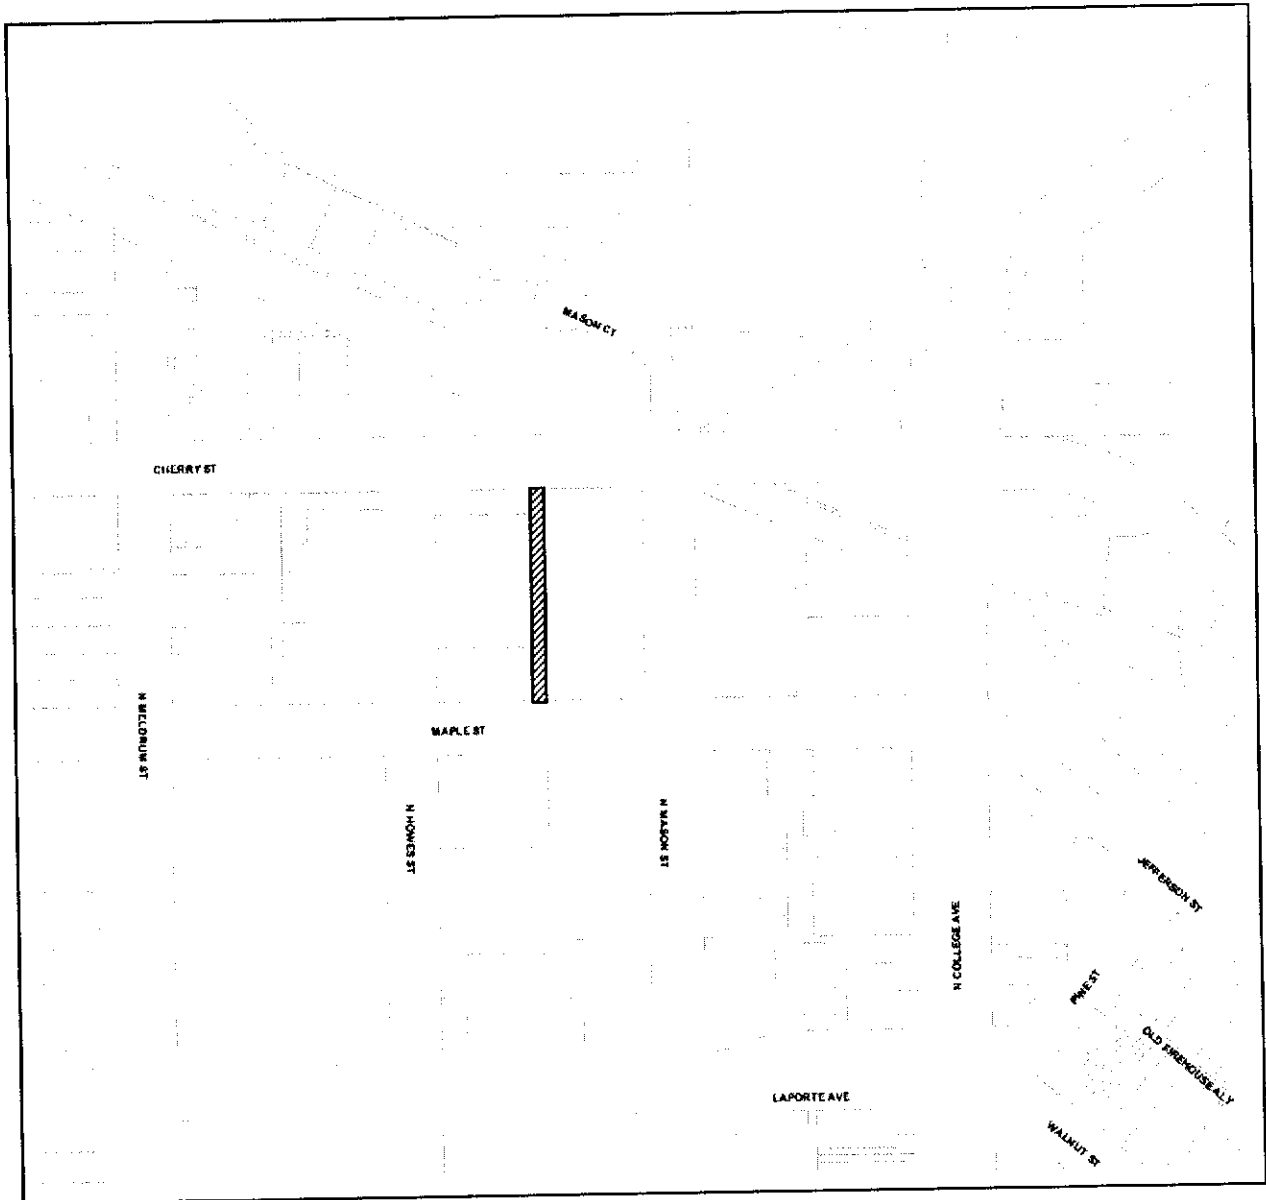 MASON CT
CHERRY ST
N MELDRUM ST
MAPLE ST
N HOWES ST
N MASON ST
JEFFERSON ST
N COLLEGE AVE
PINE ST
OLD FIREHOUSE ALY
LAPORTE AVE
WALNUT ST